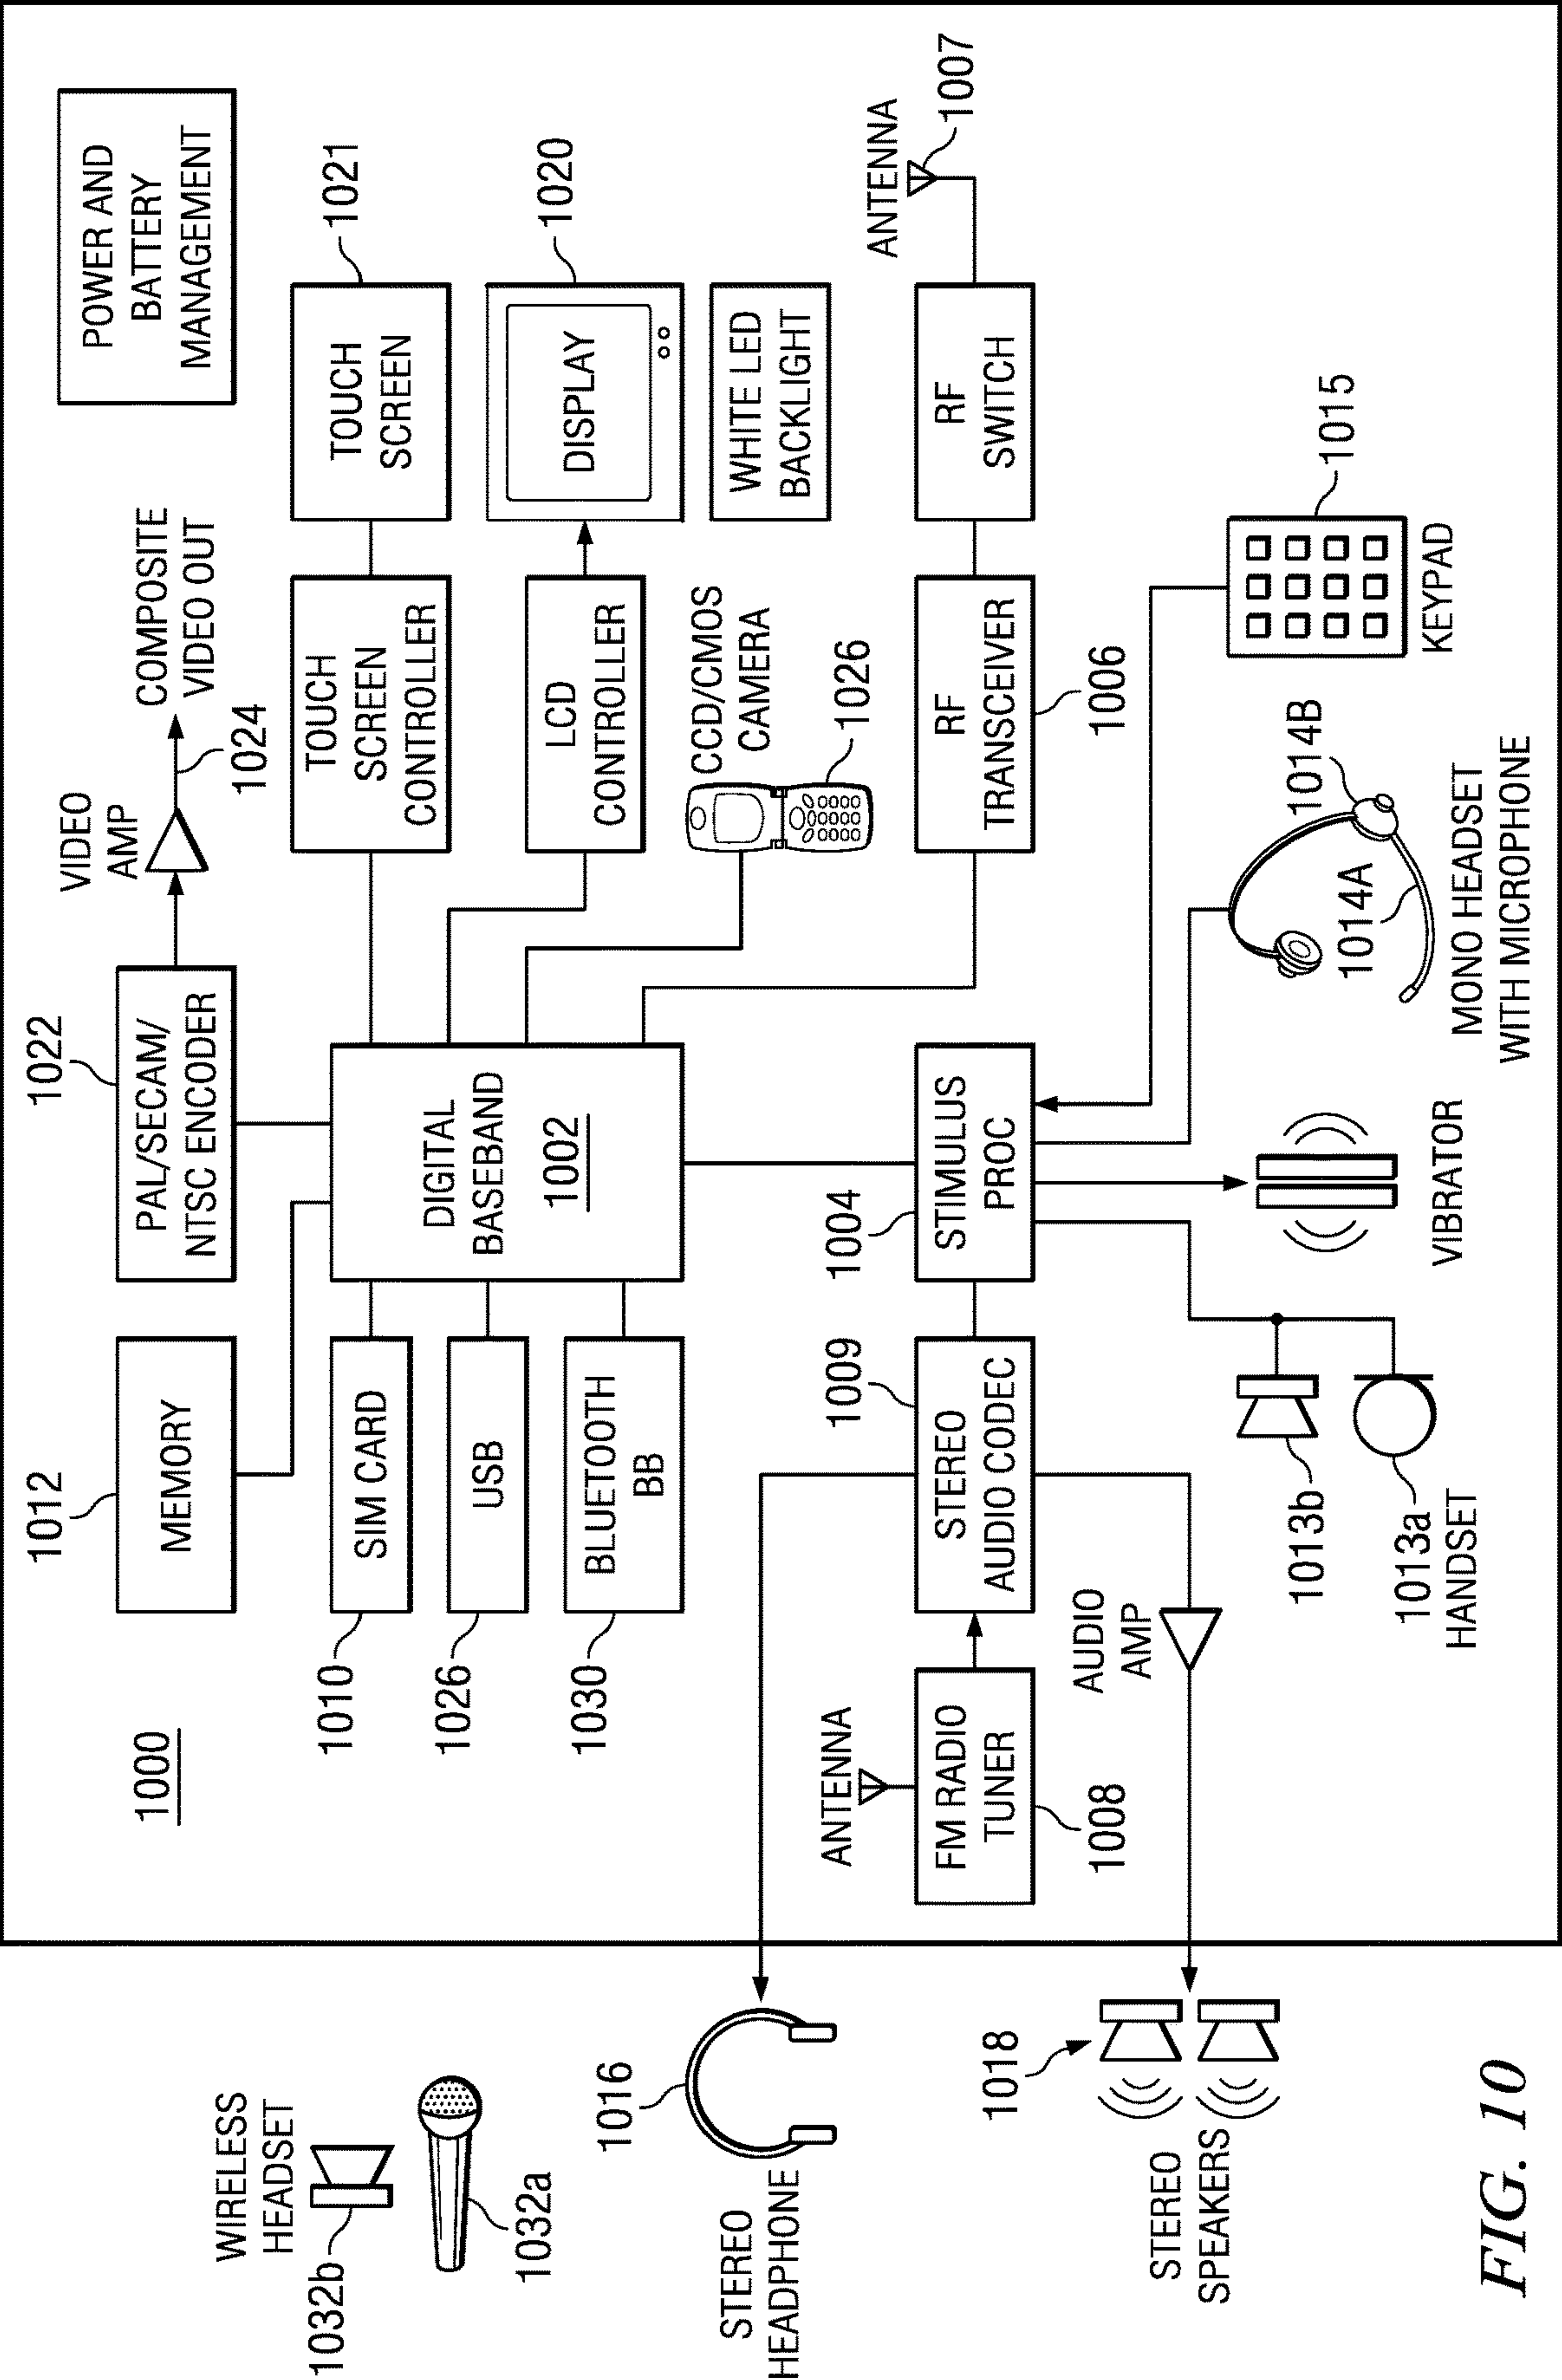 1000
WIRELESS
HEADSET
1032b
1032a
1012
MEMORY
1022
PAL/SECAM/
NTSC ENCODER
VIDEO
AMP
1024
COMPOSITE
VIDEO OUT
POWER AND
BATTERY
MANAGEMENT
1010
SIM CARD
1026
USB
1030
BLUETOOTH
BB
DIGITAL
BASEBAND
1002
TOUCH
SCREEN
CONTROLLER
TOUCH
SCREEN
1021
LCD
CONTROLLER
DISPLAY
1020
CCD/CMOS
CAMERA
1026
WHITE LED
BACKLIGHT
STEREO
HEADPHONE
1016
ANTENNA
FM RADIO
TUNER
1008
1009
STEREO
AUDIO CODEC
1004
STIMULUS
PROC
RF
TRANSCEIVER
1006
RF
SWITCH
ANTENNA
1007
STEREO
SPEAKERS
1018
AUDIO
AMP
1013b
1013a
HANDSET
VIBRATOR
1014A
1014B
MONO HEADSET
WITH MICROPHONE
1015
KEYPAD
FIG. 10